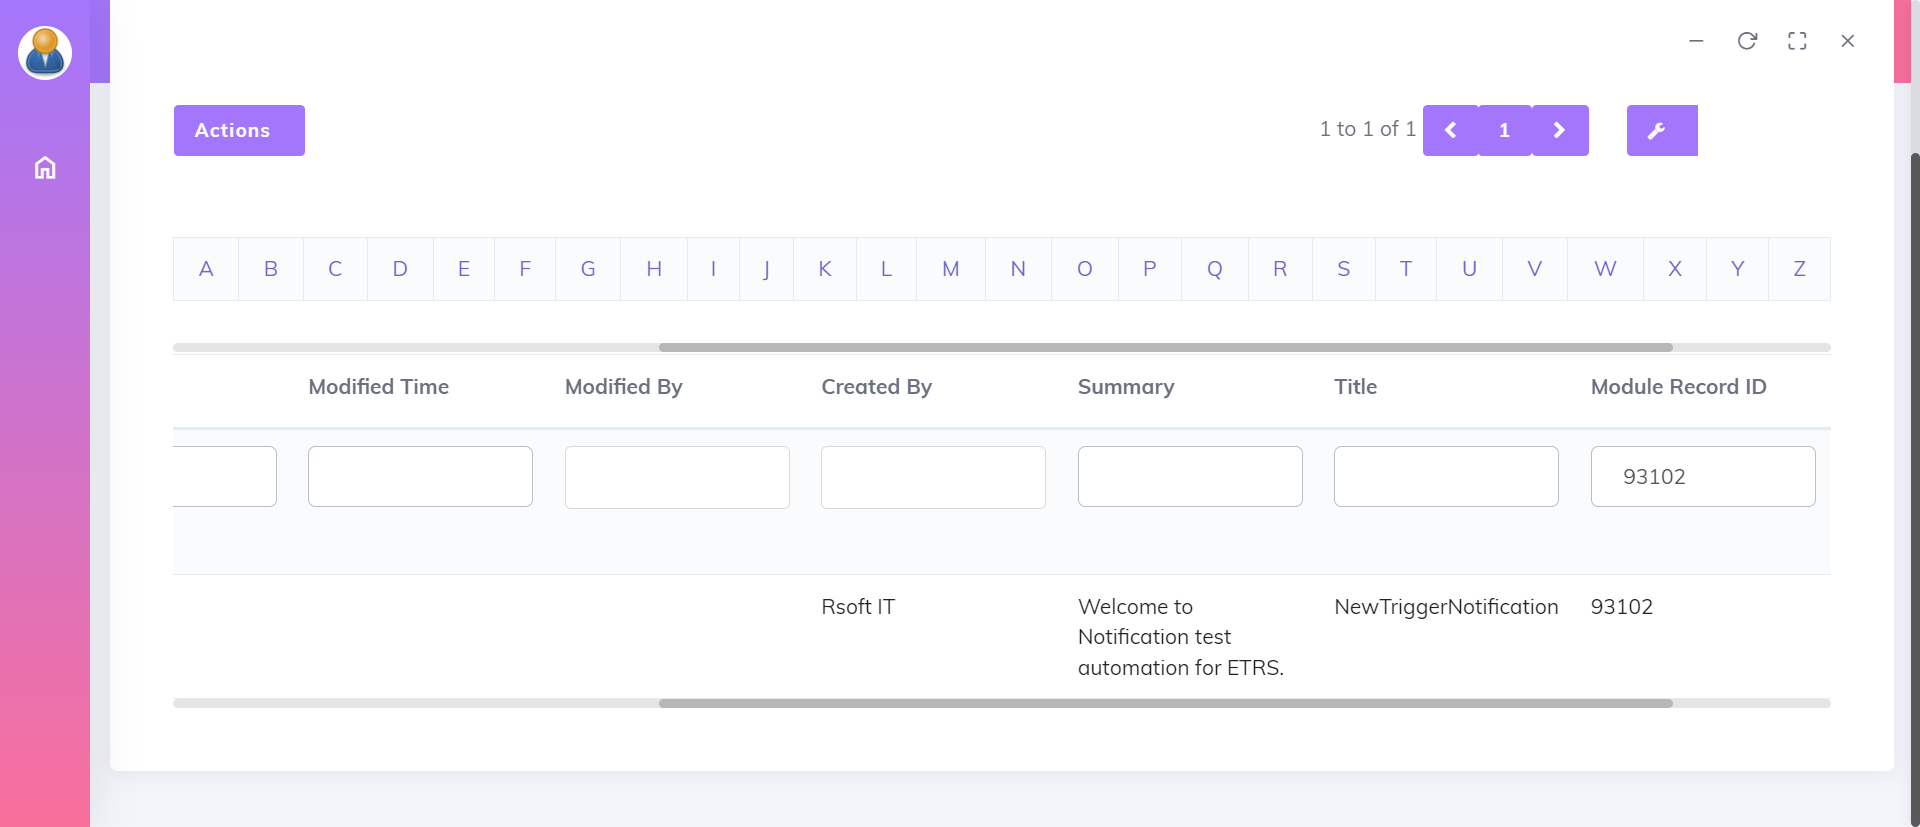 Actions
1 to 1 of 1
1
A B C D E F G H I J K L M N O P Q R S T U V W X Y Z
Modified Time Modified By Created By Summary Title Module Record ID
93102
Rsoft IT Welcome to NewTriggerNotification 93102
Notification test
automation for ETRS.